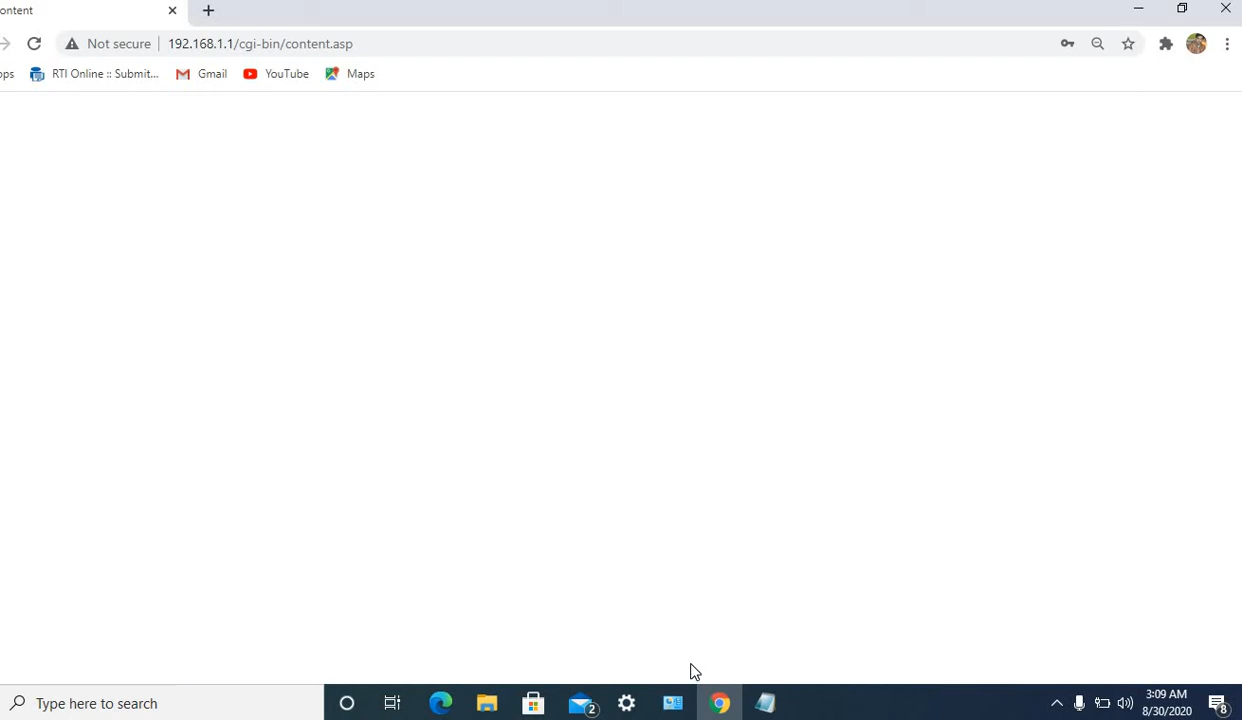 ontent
Not secure 192.168.1.1/cgi-bin/content.asp
ops RTI Online :: Submit... Gmail YouTube Maps
Type here to search 2 3:09 AM 8
8/30/2020